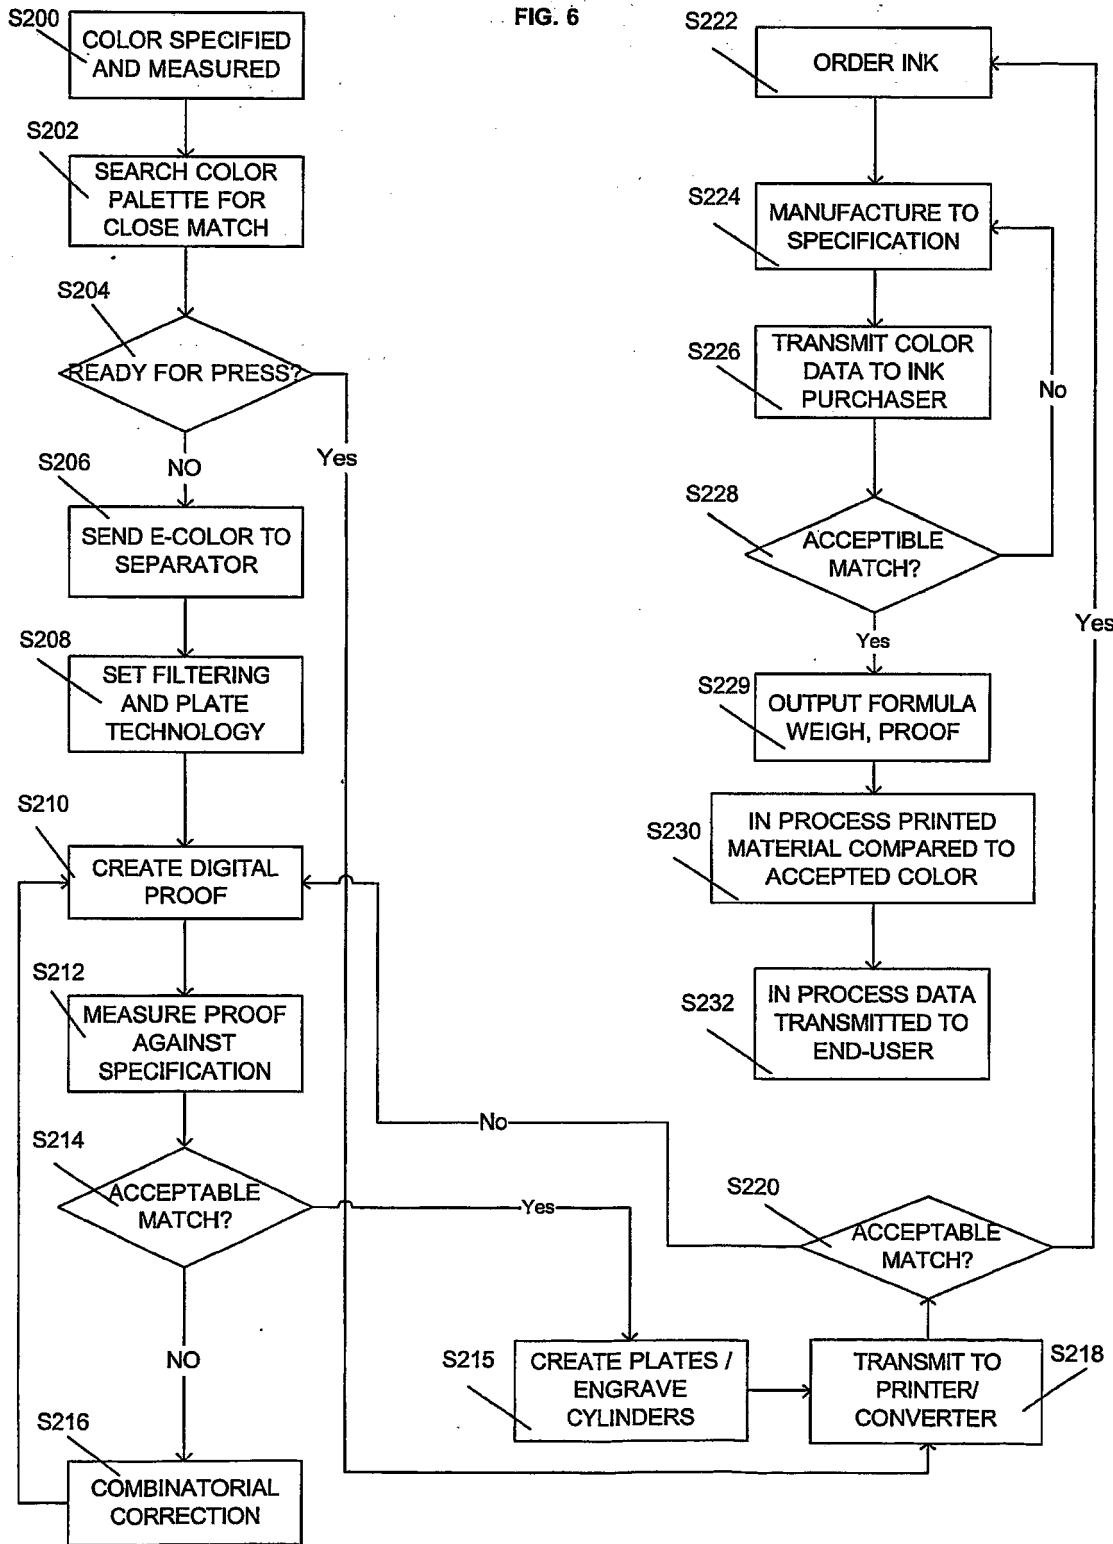 FIG. 6
S200
COLOR SPECIFIED
AND MEASURED
S202
SEARCH COLOR
PALETTE FOR
CLOSE MATCH
S204
READY FOR PRESS?
Yes
NO
S206
SEND E-COLOR TO
SEPARATOR
S208
SET FILTERING
AND PLATE
TECHNOLOGY
S210
CREATE DIGITAL
PROOF
S212
MEASURE PROOF
AGAINST
SPECIFICATION
S214
ACCEPTABLE
MATCH?
Yes
NO
S216
COMBINATORIAL
CORRECTION
S215
CREATE PLATES /
ENGRAVE
CYLINDERS
S218
TRANSMIT TO
PRINTER/
CONVERTER
S220
ACCEPTABLE
MATCH?
No
Yes
S222
ORDER INK
S224
MANUFACTURE TO
SPECIFICATION
S226
TRANSMIT COLOR
DATA TO INK
PURCHASER
No
S228
ACCEPTIBLE
MATCH?
Yes
S229
OUTPUT FORMULA
WEIGH, PROOF
S230
IN PROCESS PRINTED
MATERIAL COMPARED TO
ACCEPTED COLOR
S232
IN PROCESS DATA
TRANSMITTED TO
END-USER